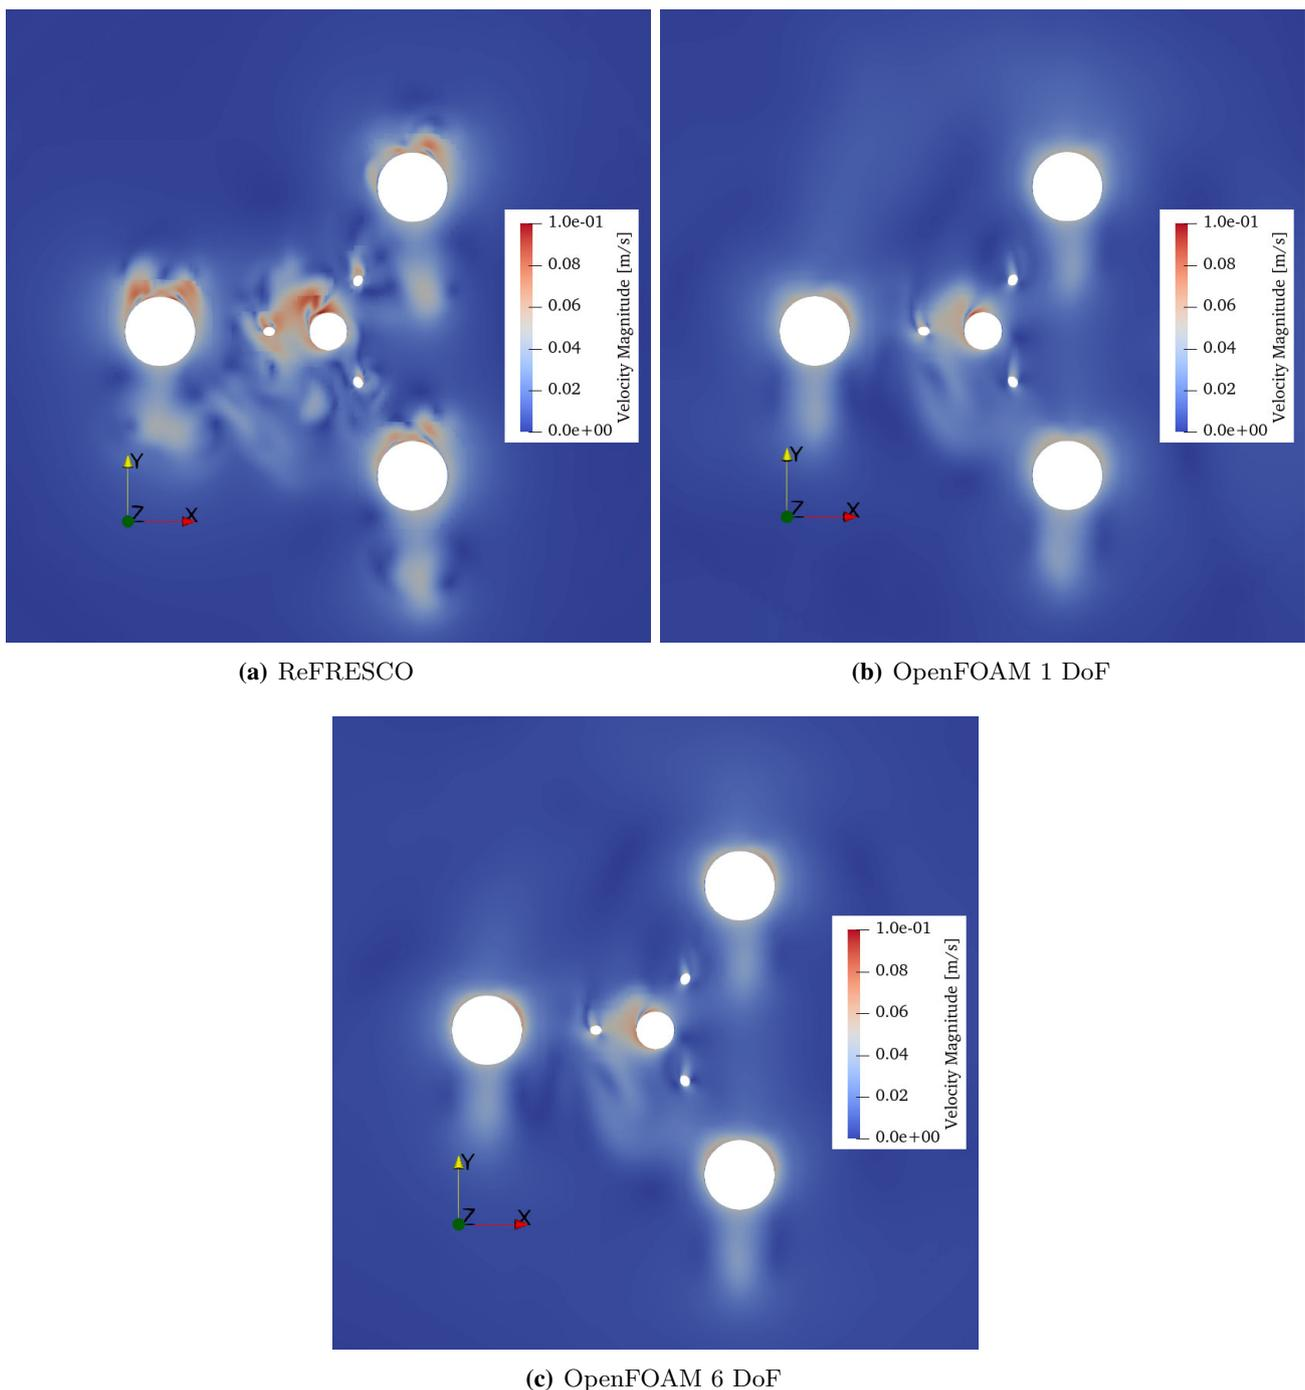 1.0e-01
0.08
0.06
0.04
0.02
0.0e+00
Velocity Magnitude [m/s]
Y
Z
X
(a) ReFRESCO
1.0e-01
0.08
0.06
0.04
0.02
0.0e+00
Velocity Magnitude [m/s]
Y
Z
X
(b) OpenFOAM 1 DoF
1.0e-01
0.08
0.06
0.04
0.02
0.0e+00
Velocity Magnitude [m/s]
Y
Z
X
(c) OpenFOAM 6 DoF